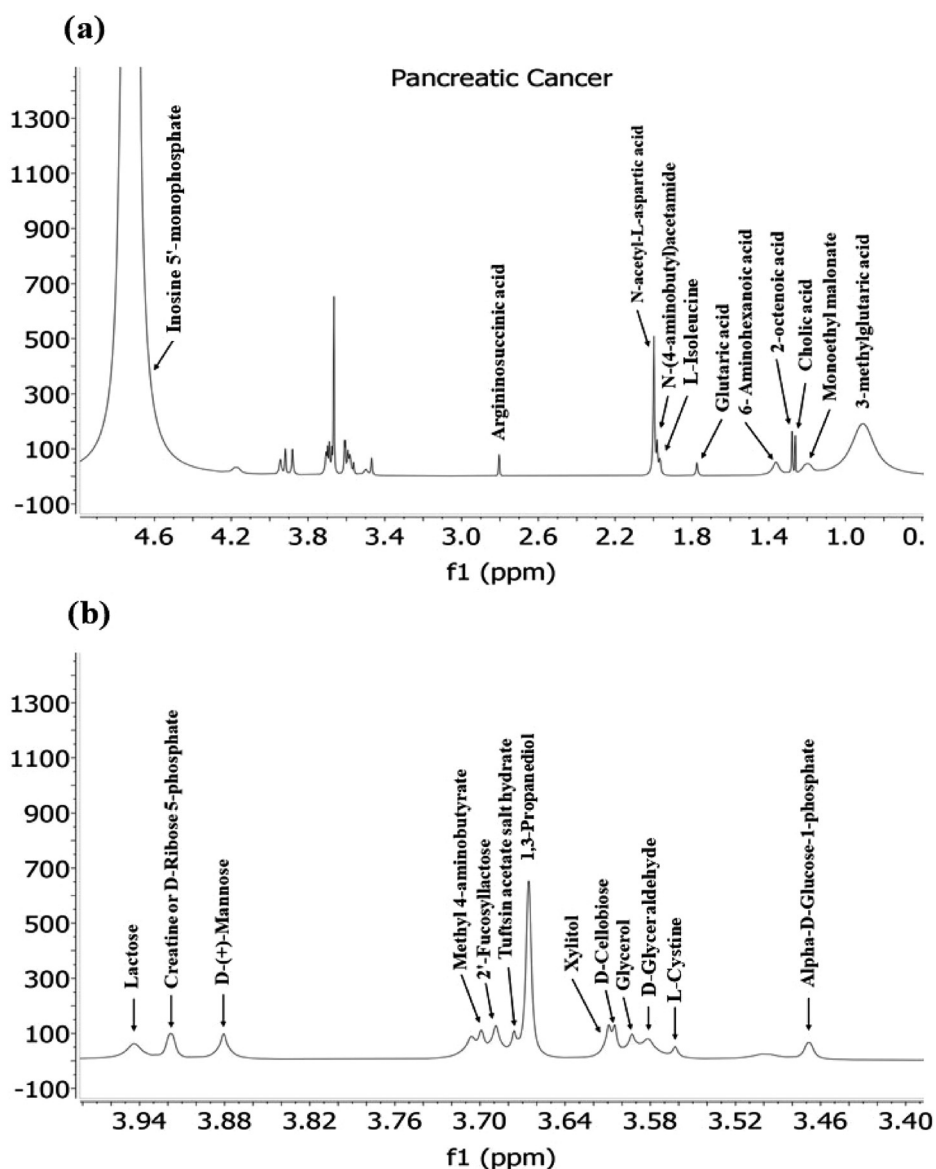 (a)
Pancreatic Cancer
1300
1100
900
700
500
300
100
-100
Inosine 5'-monophosphate
Argininosuccinic acid
N-acetyl-L-aspartic acid
N-(4-aminobutyl)acetamide
L-Isoleucine
Glutaric acid
6- Aminohexanoic acid
2-octenoic acid
Cholic acid
Monoethyl malonate
3-methylglutaric acid
4.6 4.2 3.8 3.4 3.0 2.6 2.2 1.8 1.4 1.0 0.
f1 (ppm)
(b)
1300
1100
900
700
500
300
100
-100
Lactose
Creatine or D-Ribose 5-phosphate
D-(+)-Mannose
Methyl 4-aminobutyrate
2'-Fucosyllactose
Tuftsin acetate salt hydrate
1,3-Propanediol
Xylitol
D-Cellobiose
Glycerol
D-Glyceraldehyde
L-Cystine
Alpha-D-Glucose-1-phosphate
3.94 3.88 3.82 3.76 3.70 3.64 3.58 3.52 3.46 3.40
f1 (ppm)